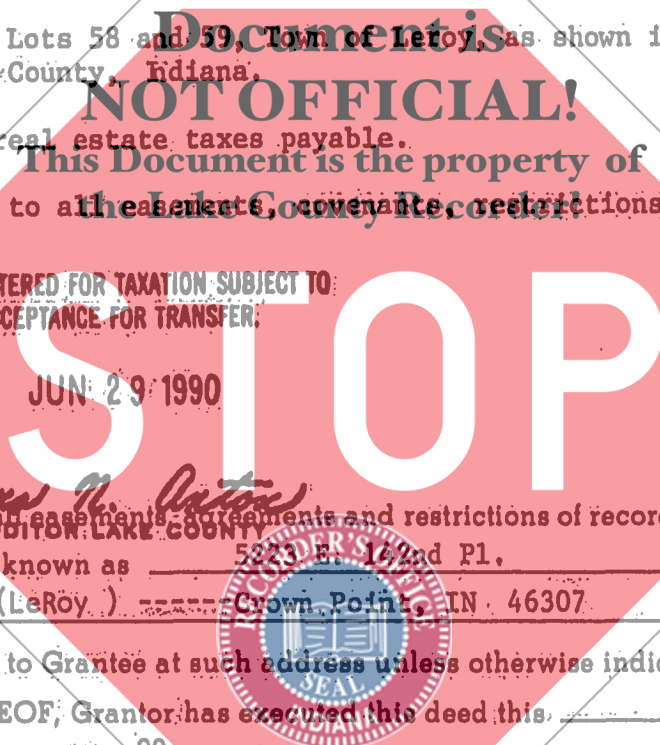 Document is
Lots 58 and 59, Town of Leroy, as shown i
County, Indiana.
NOT OFFICIAL!
real estate taxes payable.
This Document is the property of
the Lake County Recorder!
to all easements, covenants, restrictions
TERED FOR TAXATION SUBJECT TO
CCEPTANCE FOR TRANSFER.
STOP
JUN 29 1990
N. Anton
easements, agreements and restrictions of recor
DITOR LAKE COUNTY
known as 5223 E. 142nd Pl.
(LeRoy ) ------Crown Point, IN 46307
to Grantee at such address unless otherwise indi
EOF, Grantor has executed this deed this
RECORDER'S OFFICE
SEAL
INDIANA